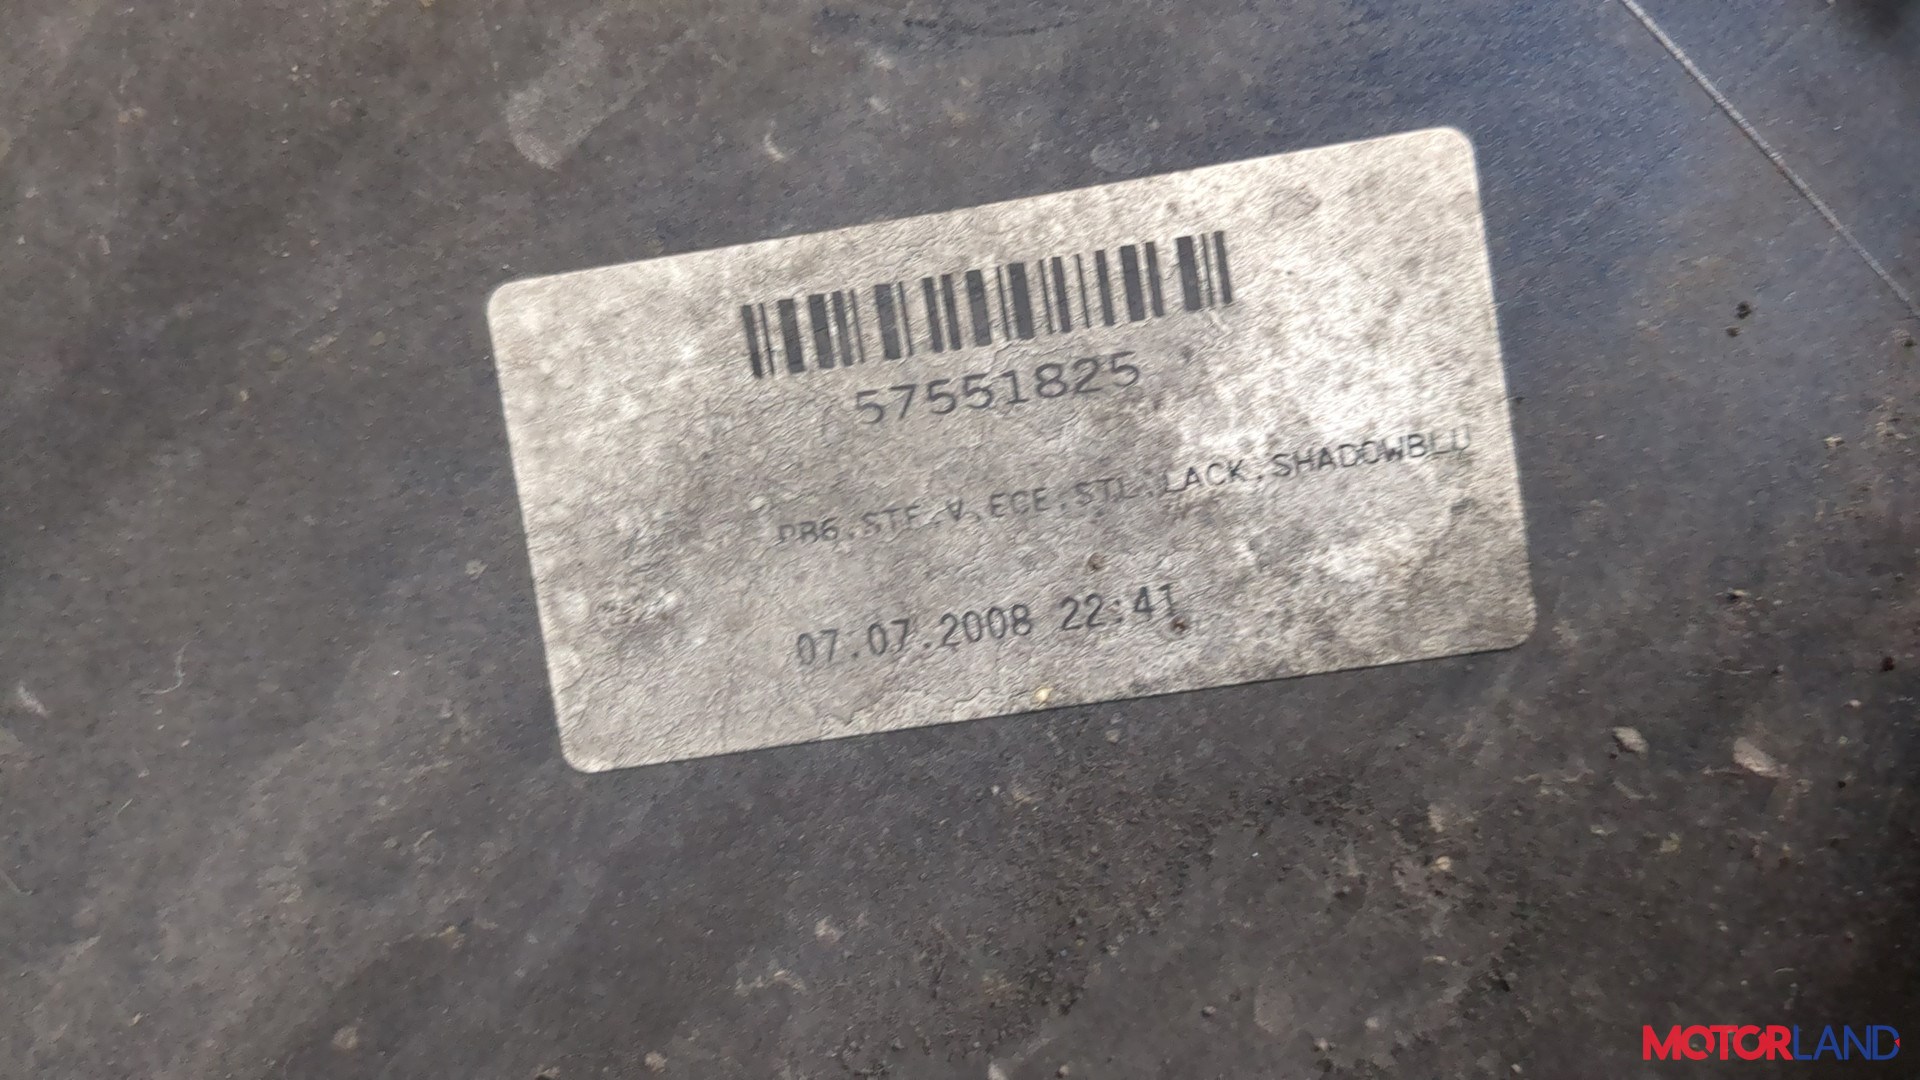 57551825
PB6.STF.V.ECE.STL.LACK.SHADOWBLU
07.07.2008 22:41
MOTORLAND